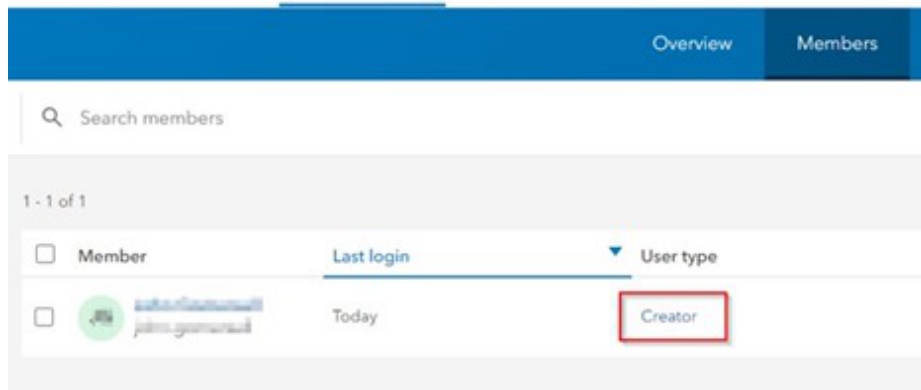 Overview Members
Search members
1 - 1 of 1
Member Last login User type
Today Creator